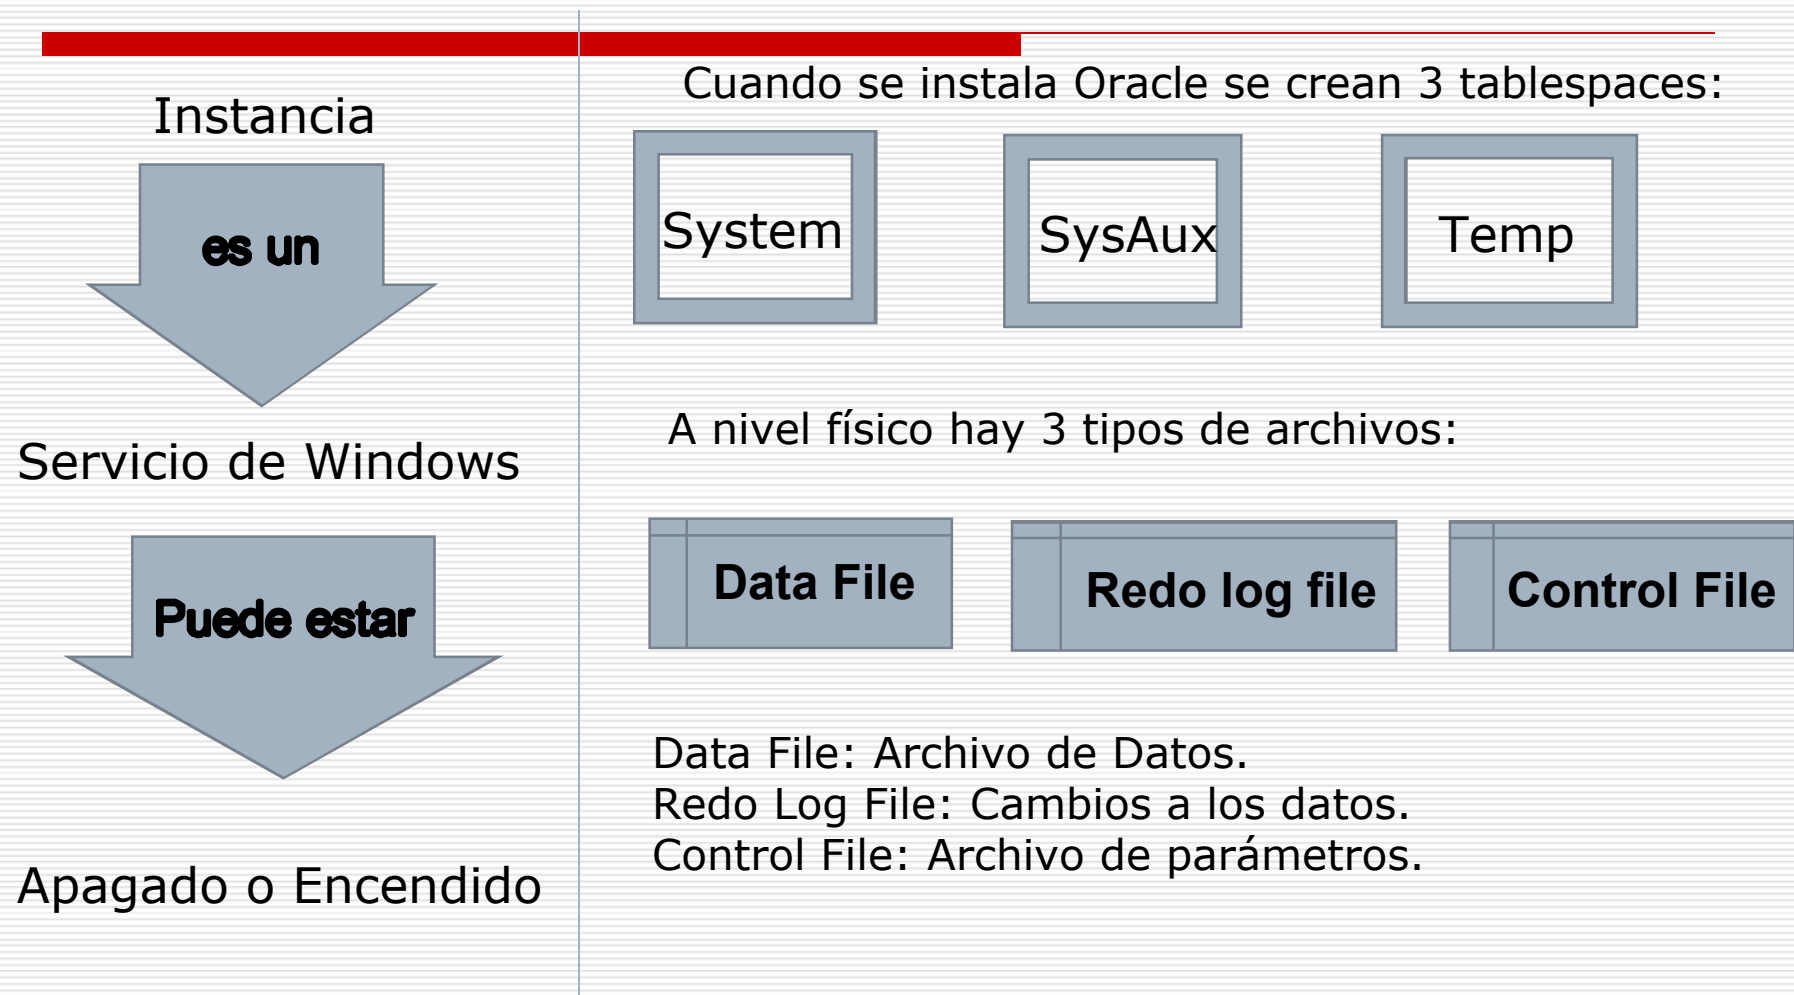 Instancia
es un
Servicio de Windows
Puede estar
Apagado o Encendido
Cuando se instala Oracle se crean 3 tablespaces:
System
SysAux
Temp
A nivel físico hay 3 tipos de archivos:
Data File
Redo log file
Control File
Data File: Archivo de Datos.
Redo Log File: Cambios a los datos.
Control File: Archivo de parámetros.